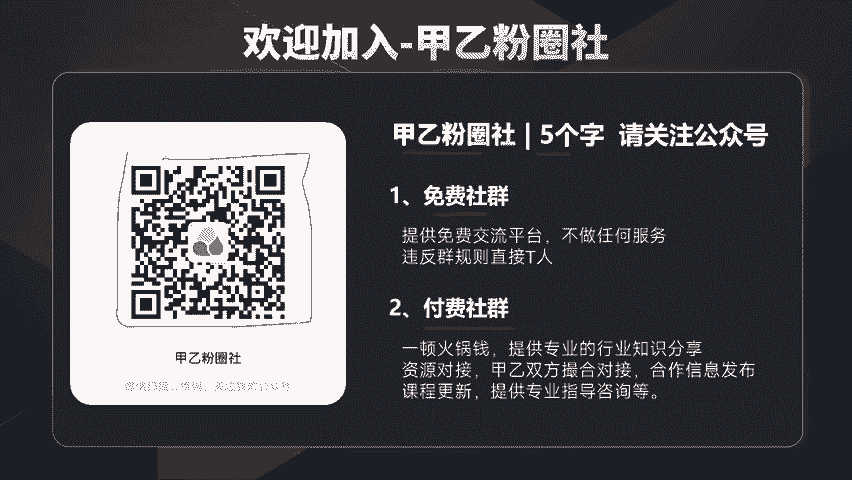 欢迎加入-甲乙粉圈社
甲乙粉圈社 | 5个字 请关注公众号
1、免费社群
提供免费交流平台，不做任何服务
违反群规则直接T人
2、付费社群
一顿火锅钱，提供专业的行业知识分享
资源对接，甲乙双方撮合对接，合作信息发布
课程更新，提供专业指导咨询等。
甲乙粉圈社